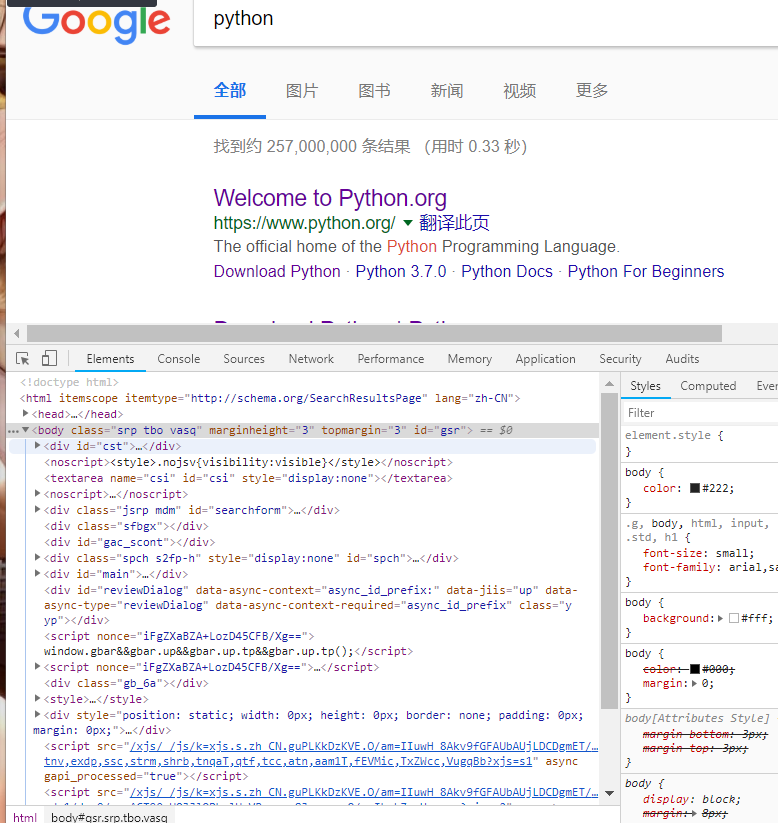 Google
python
全部 图片 图书 新闻 视频 更多
找到约 257,000,000 条结果 （用时 0.33 秒）
Welcome to Python.org
https://www.python.org/ 翻译此页
The official home of the Python Programming Language.
Download Python · Python 3.7.0 · Python Docs · Python For Beginners
Elements Console Sources Network Performance Memory Application Security Audits
<!doctype html>
<html itemscope itemtype="http://schema.org/SearchResultsPage" lang="zh-CN">
<head>…</head>
<body class="srp tbo vasq" marginheight="3" topmargin="3" id="gsr"> == $0
<div id="cst">…</div>
<noscript><style>.nojsv{visibility:visible}</style></noscript>
<textarea name="csi" id="csi" style="display:none"></textarea>
<noscript>…</noscript>
<div class="jsrp mdm" id="searchform">…</div>
<div class="sfbgx"></div>
<div id="gac_scont"></div>
<div class="spch s2fp-h" style="display:none" id="spch">…</div>
<div id="main">…</div>
<div id="reviewDialog" data-async-context="async_id_prefix:" data-jiis="up" data-
async-type="reviewDialog" data-async-context-required="async_id_prefix" class="y
yp"></div>
<script nonce="iFgZXaBZA+LozD45CFB/Xg==">
window.gbar&&gbar.up&&gbar.up.tp&&gbar.up.tp();</script>
<script nonce="iFgZXaBZA+LozD45CFB/Xg==">…</script>
<div class="gb_6a"></div>
<style>…</style>
<div style="position: static; width: 0px; height: 0px; border: none; padding: 0px;
margin: 0px;">…</div>
<script src="/xjs/_/js/k=xjs.s.zh_CN.guPLKkDzKVE.O/am=IIuwH_8Akv9fGFAUbAUjLDCDgmET/…
tnv,exdp,ssc,strm,shrb,tnqaT,qtf,tcc,atn,aam1T,fEVMic,TxZWcc,VugqBb?xjs=s1" async
gapi_processed="true"></script>
html body#gsr.srp.tbo.vasq
Styles Computed
Filter
element.style {
}
body {
color: #222;
}
.g, body, html, input,
.std, h1 {
font-size: small;
font-family: arial,sa
}
body {
background: #fff;
}
body {
color: #000;
margin: 0;
}
body[Attributes Style] {
margin-bottom: 3px;
margin-top: 3px;
}
body {
display: block;
margin: 8px;